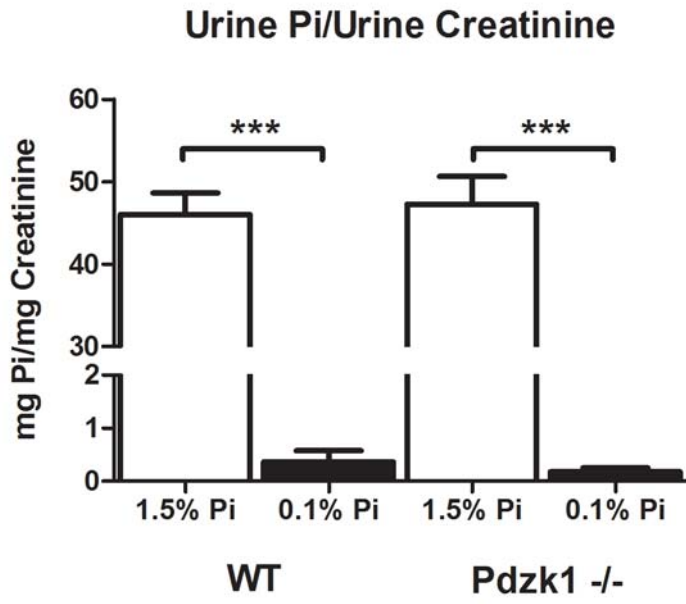 Urine Pi/Urine Creatinine
mg Pi/mg Creatinine
60
50
40
30
2
1
0
***
***
1.5% Pi
0.1% Pi
1.5% Pi
0.1% Pi
WT
Pdzk1 -/-